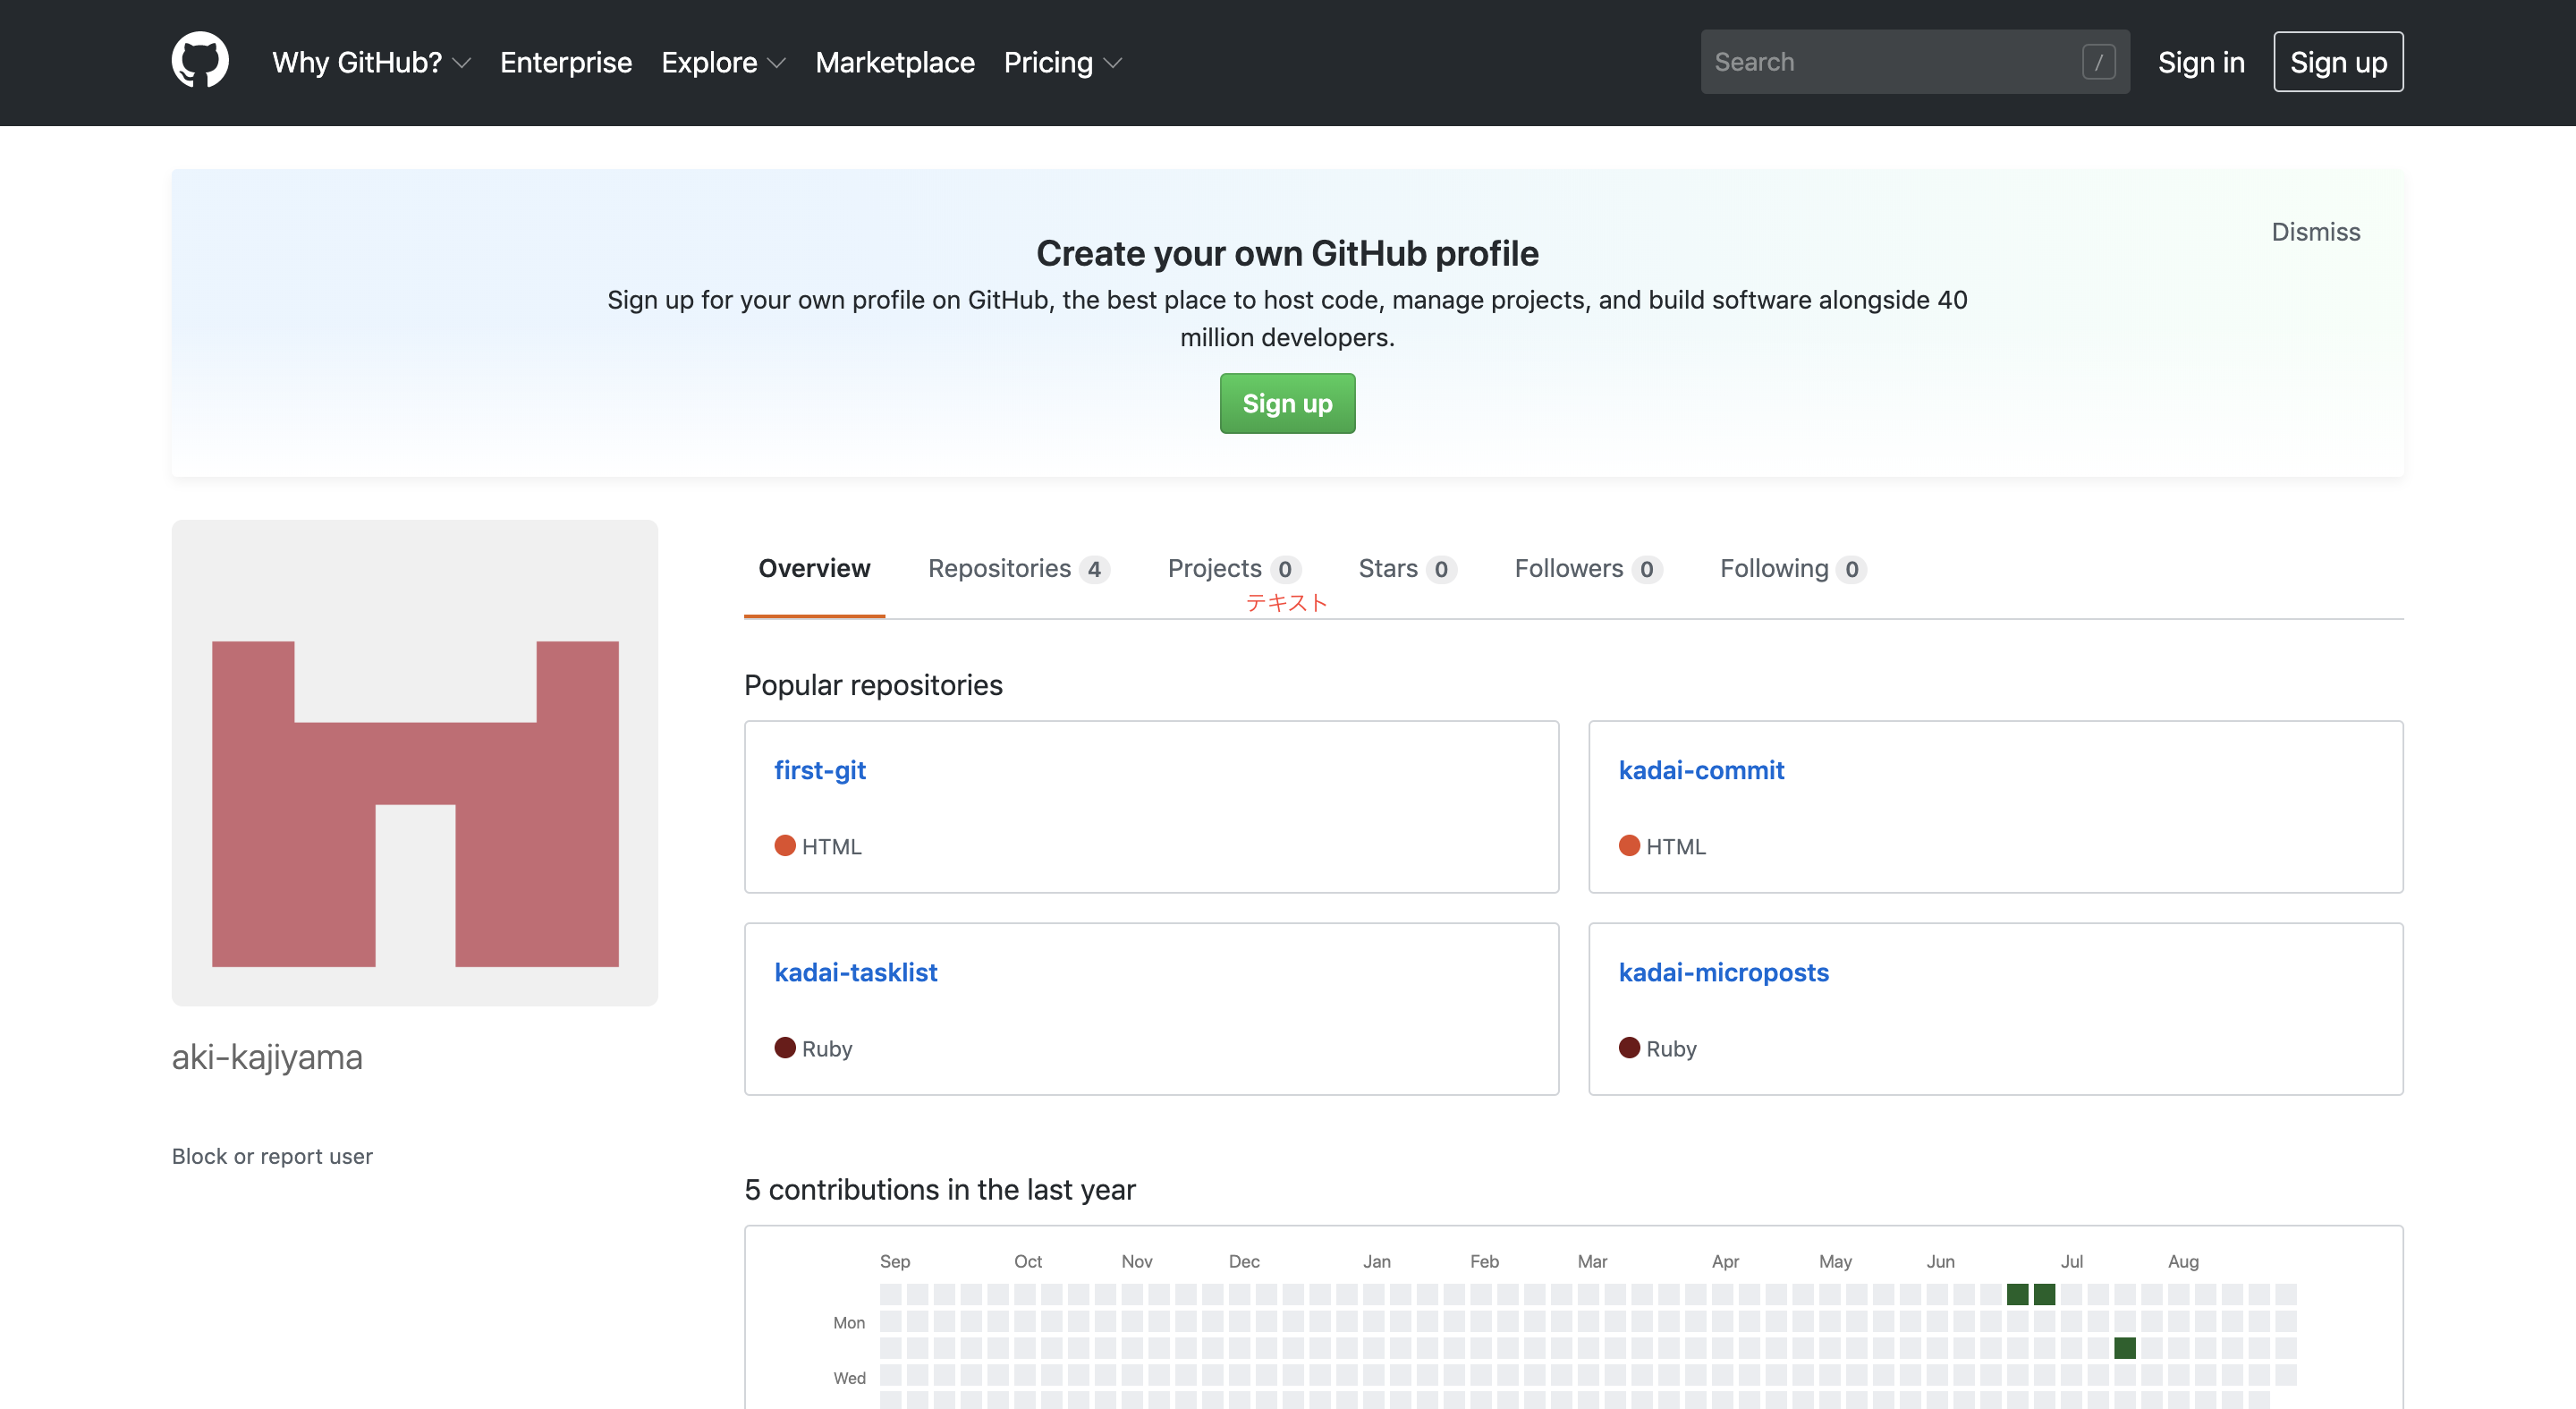 Why GitHub? Enterprise Explore Marketplace Pricing Search / Sign in Sign up
Dismiss
Create your own GitHub profile
Sign up for your own profile on GitHub, the best place to host code, manage projects, and build software alongside 40
million developers.
Sign up
Overview Repositories 4 Projects 0 Stars 0 Followers 0 Following 0
テキスト
Popular repositories
first-git
HTML
kadai-commit
HTML
kadai-tasklist
Ruby
kadai-microposts
Ruby
aki-kajiyama
Block or report user
5 contributions in the last year
Sep Oct Nov Dec Jan Feb Mar Apr May Jun Jul Aug
Mon
Wed